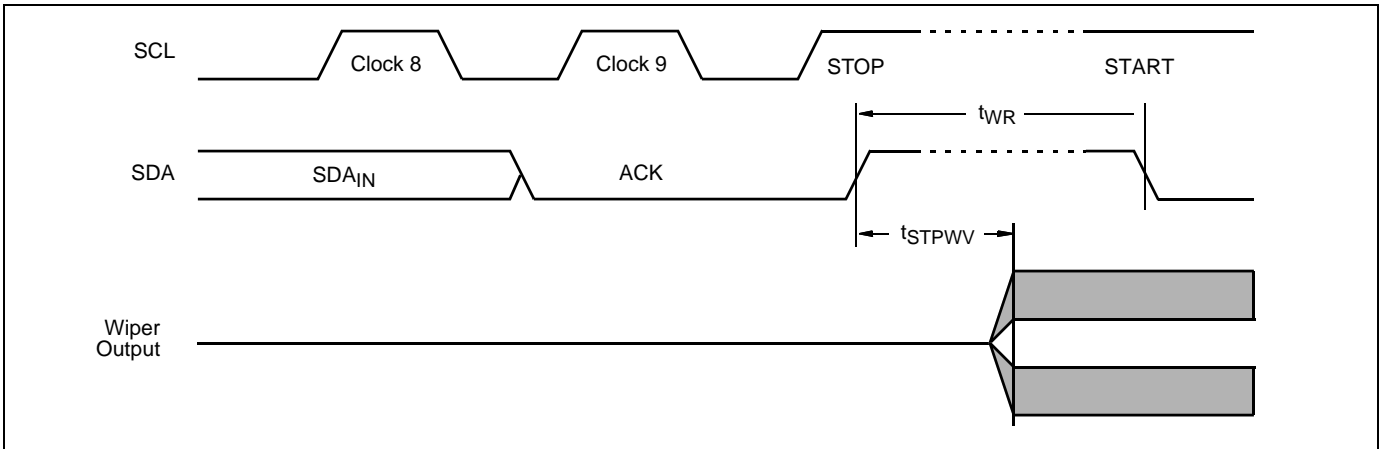 SCL
Clock 8
Clock 9
STOP
START
tWR
SDA
SDAIN
ACK
tSTPWV
Wiper
Output